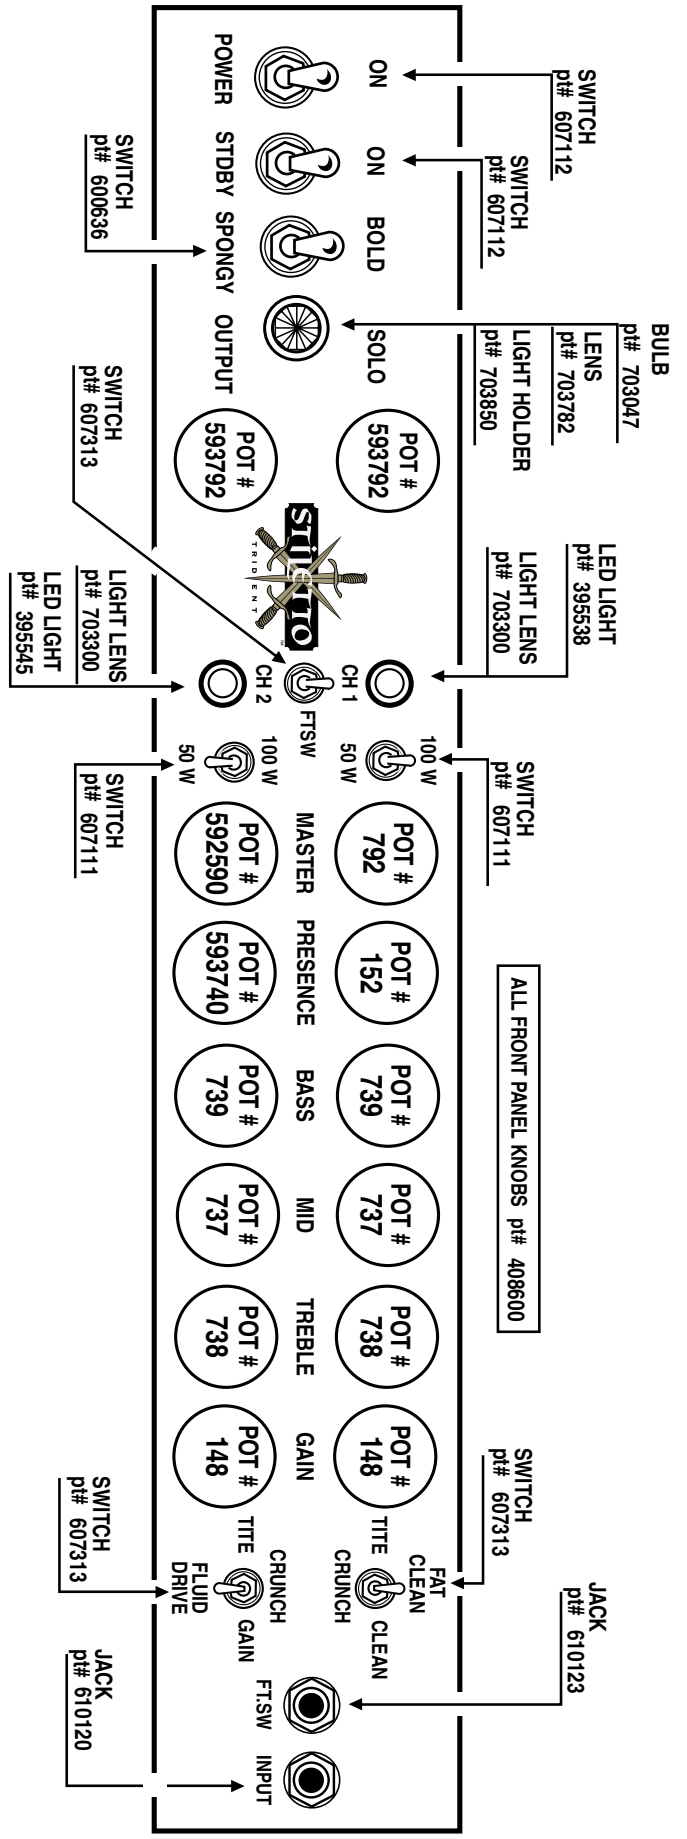 BULB
pt# 703047
LENS
pt# 703782
LIGHT HOLDER
pt# 703850
SWITCH
pt# 607112
SWITCH
pt# 607112
LED LIGHT
pt# 395538
LIGHT LENS
pt# 703300
SWITCH
pt# 607111
ALL FRONT PANEL KNOBS pt# 408600
SWITCH
pt# 607313
JACK
pt# 610123
ON
ON
BOLD
SOLO
POT #
593792
CH 1
100 W
50 W
POT #
792
POT #
152
POT #
739
POT #
737
POT #
738
POT #
148
TITE
FAT
CLEAN
CRUNCH
CLEAN
STILETTO
TRIDENT
™
FTSW
MASTER
PRESENCE
BASS
MID
TREBLE
GAIN
POWER
STDBY
SPONGY
OUTPUT
POT #
593792
CH 2
100 W
50 W
POT #
592590
POT #
593740
POT #
739
POT #
737
POT #
738
POT #
148
TITE
CRUNCH
FLUID
DRIVE
GAIN
FT.SW
INPUT
SWITCH
pt# 600636
SWITCH
pt# 607313
LIGHT LENS
pt# 703300
LED LIGHT
pt# 395545
SWITCH
pt# 607111
SWITCH
pt# 607313
JACK
pt# 610120